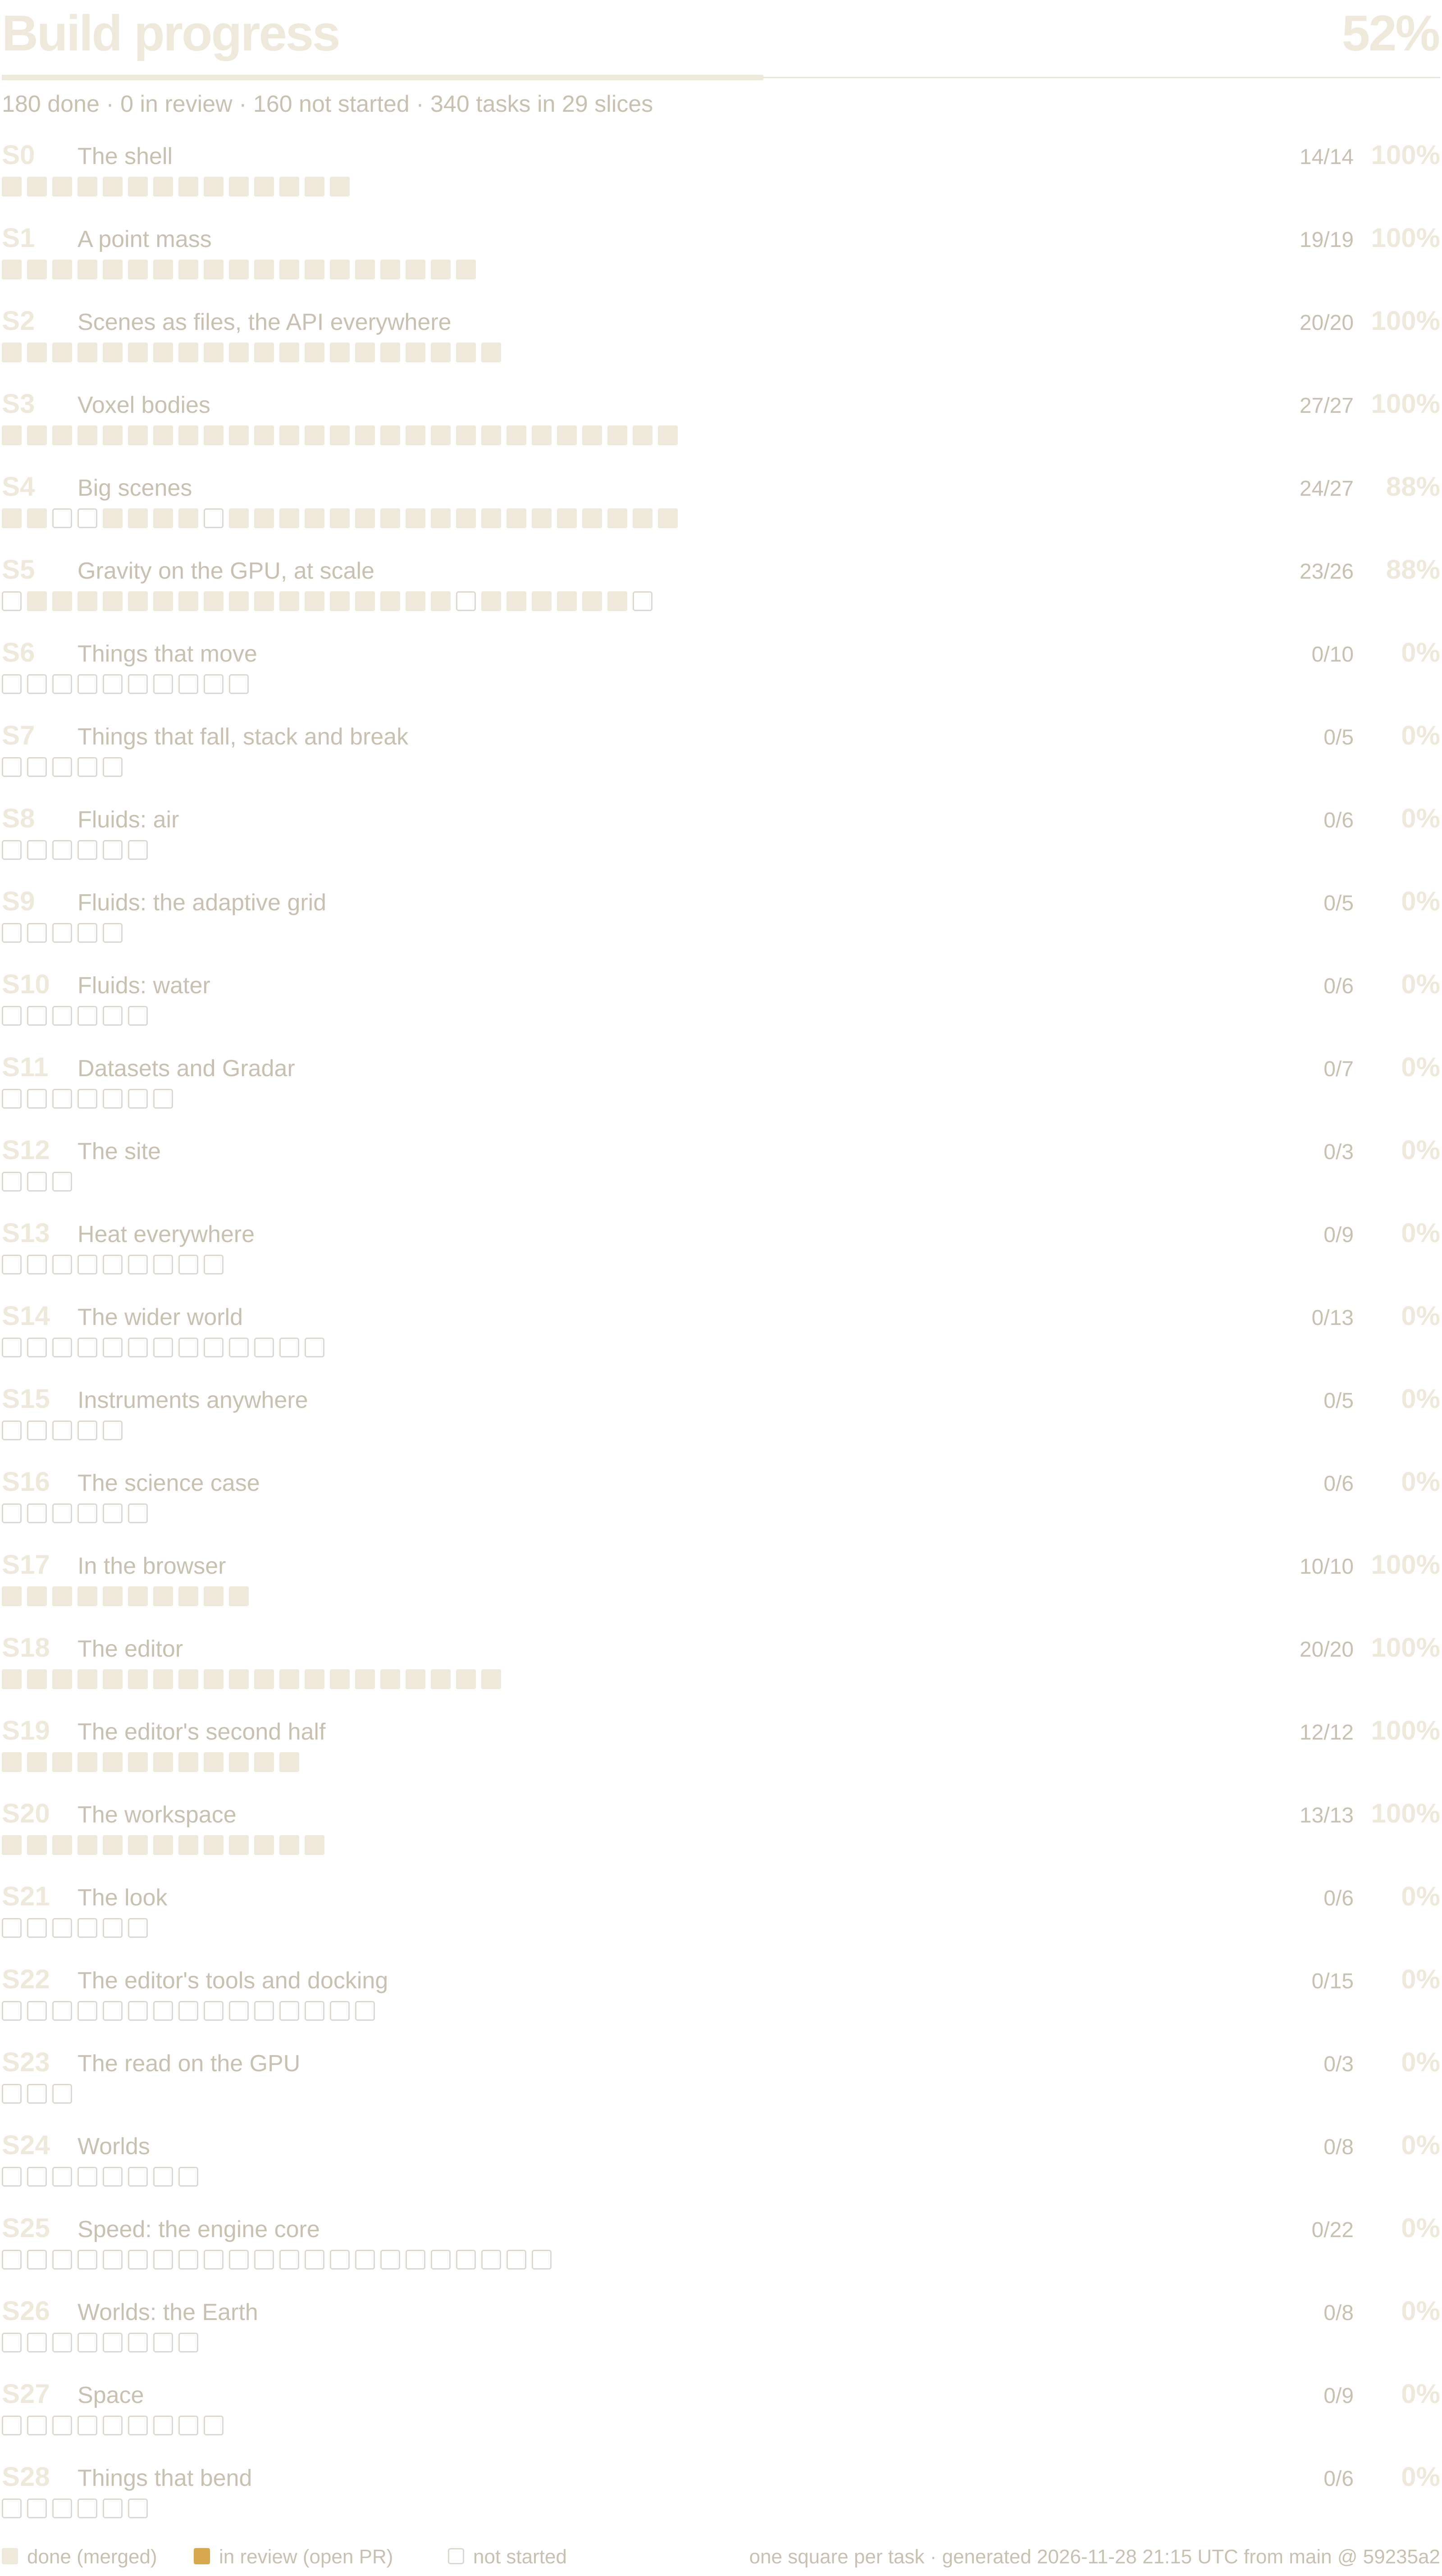 Build progress 52%
180 done · 0 in review · 160 not started · 340 tasks in 29 slices
S0 The shell 14/14 100%
S1 A point mass 19/19 100%
S2 Scenes as files, the API everywhere 20/20 100%
S3 Voxel bodies 27/27 100%
S4 Big scenes 24/27 88%
S5 Gravity on the GPU, at scale 23/26 88%
S6 Things that move 0/10 0%
S7 Things that fall, stack and break 0/5 0%
S8 Fluids: air 0/6 0%
S9 Fluids: the adaptive grid 0/5 0%
S10 Fluids: water 0/6 0%
S11 Datasets and Gradar 0/7 0%
S12 The site 0/3 0%
S13 Heat everywhere 0/9 0%
S14 The wider world 0/13 0%
S15 Instruments anywhere 0/5 0%
S16 The science case 0/6 0%
S17 In the browser 10/10 100%
S18 The editor 20/20 100%
S19 The editor's second half 12/12 100%
S20 The workspace 13/13 100%
S21 The look 0/6 0%
S22 The editor's tools and docking 0/15 0%
S23 The read on the GPU 0/3 0%
S24 Worlds 0/8 0%
S25 Speed: the engine core 0/22 0%
S26 Worlds: the Earth 0/8 0%
S27 Space 0/9 0%
S28 Things that bend 0/6 0%
done (merged) in review (open PR) not started one square per task · generated 2026-11-28 21:15 UTC from main @ 59235a2